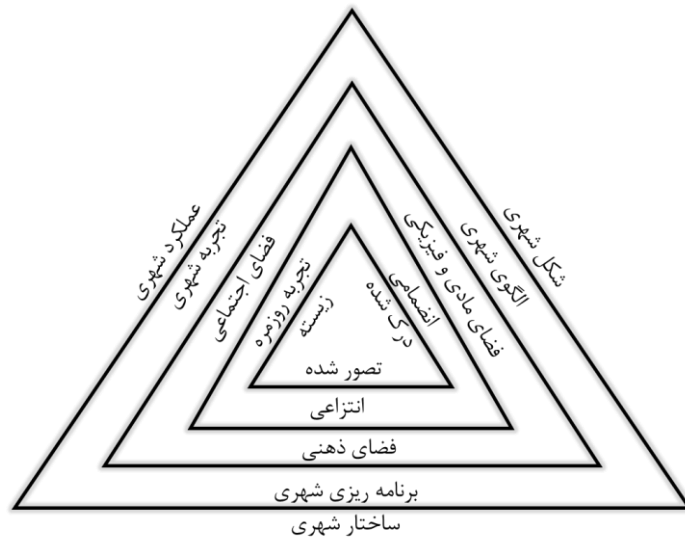 عملکرد شهری
تجربه شهری
فضای اجتماعی
تجربه روزمره
زیسته
شکل شهری
الگوی شهری
فضای مادی و فیزیکی
انضمامی
درک شده
تصور شده
انتزاعی
فضای ذهنی
برنامه ریزی شهری
ساختار شهری